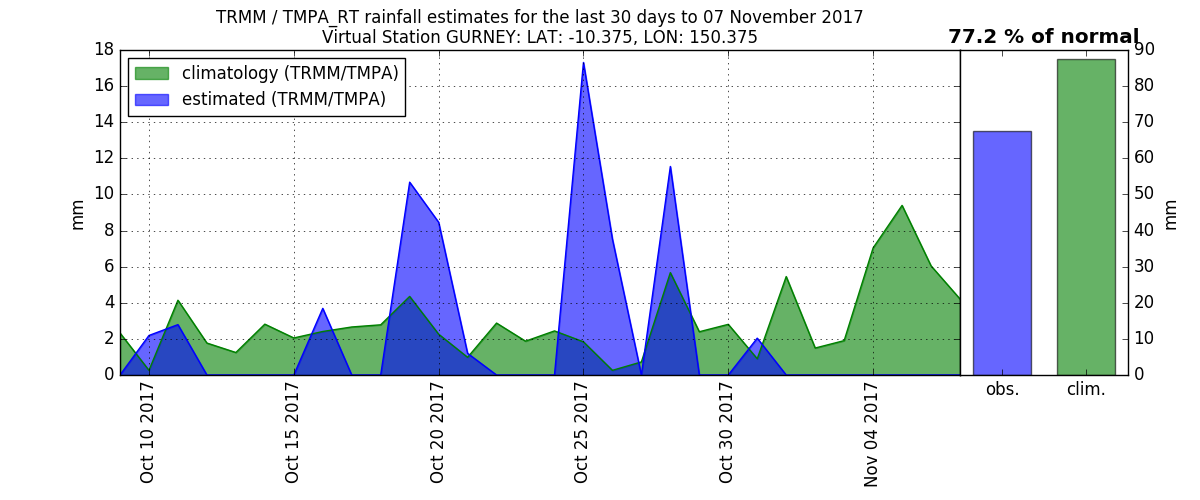 TRMM / TMPA_RT rainfall estimates for the last 30 days to 07 November 2017
Virtual Station GURNEY: LAT: -10.375, LON: 150.375
77.2 % of normal
climatology (TRMM/TMPA)
estimated (TRMM/TMPA)
18
16
14
12
10
8
6
4
2
0
mm
Oct 10 2017
Oct 15 2017
Oct 20 2017
Oct 25 2017
Oct 30 2017
Nov 04 2017
obs.
clim.
90
80
70
60
50
40
30
20
10
0
mm